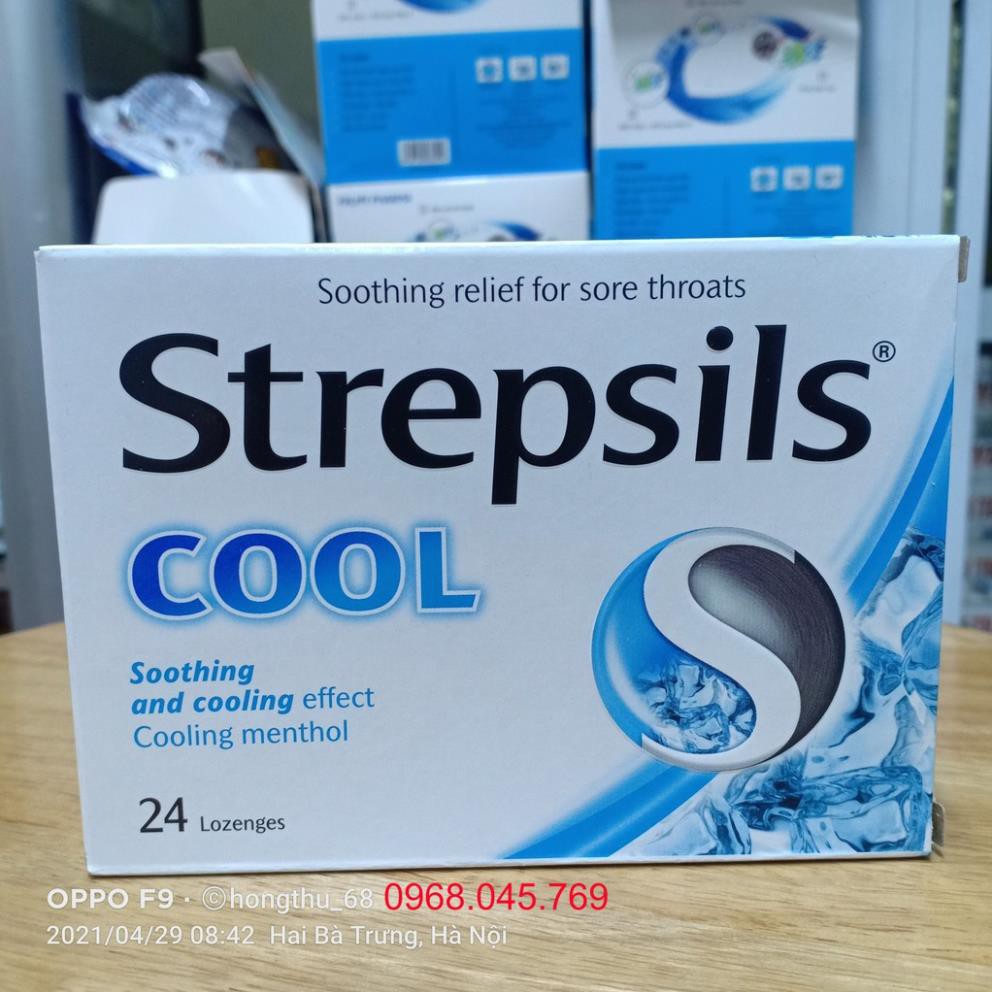 Soothing relief for sore throats
Strepsils®
COOL
Soothing
and cooling effect
Cooling menthol
24 Lozenges
OPPO F9 · ©hongthu_68 0968.045.769
2021/04/29 08:42 Hai Bà Trưng, Hà Nội